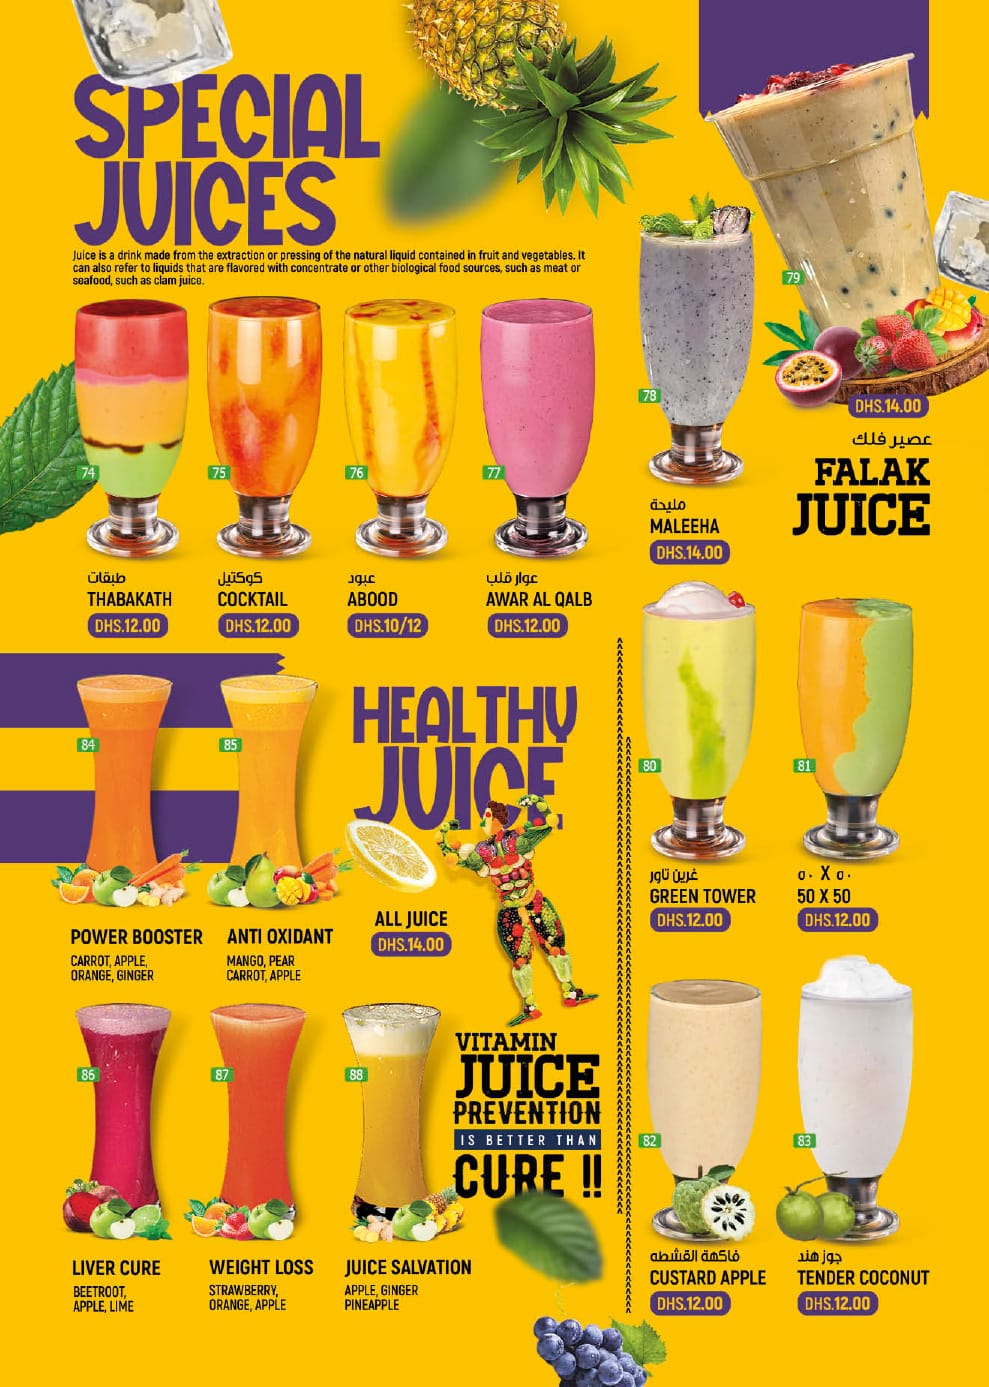 SPECIAL
JUICES
Juice is a drink made from the extraction or pressing of the natural liquid contained in fruit and vegetables. It
can also refer to liquids that are flavored with concentrate or other biological food sources, such as meat or
seafood, such as clam juice.
74
طبقات
THABAKATH
DHS.12.00
75
كوكتيل
COCKTAIL
DHS.12.00
76
عبود
ABOOD
DHS.10/12
77
عوار قلب
AWAR AL QALB
DHS.12.00
78
مليحة
MALEEHA
DHS.14.00
79
DHS.14.00
عصير فلك
FALAK
JUICE
80
غرين تاور
GREEN TOWER
DHS.12.00
81
٥٠ X ٥٠
50 X 50
DHS.12.00
82
فاكهة القشطه
CUSTARD APPLE
DHS.12.00
83
جوز هند
TENDER COCONUT
DHS.12.00
HEALTHY
JUICE
ALL JUICE
DHS.14.00
84
POWER BOOSTER
CARROT, APPLE,
ORANGE, GINGER
85
ANTI OXIDANT
MANGO, PEAR
CARROT, APPLE
86
LIVER CURE
BEETROOT,
APPLE, LIME
87
WEIGHT LOSS
STRAWBERRY,
ORANGE, APPLE
88
JUICE SALVATION
APPLE, GINGER
PINEAPPLE
VITAMIN
JUICE
PREVENTION
IS BETTER THAN
CURE !!